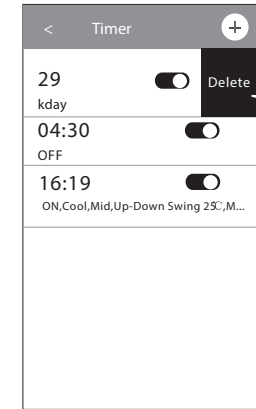 < Timer +
29 Delete
kday
04:30
OFF
16:19
ON,Cool,Mid,Up-Down Swing 25℃,M...